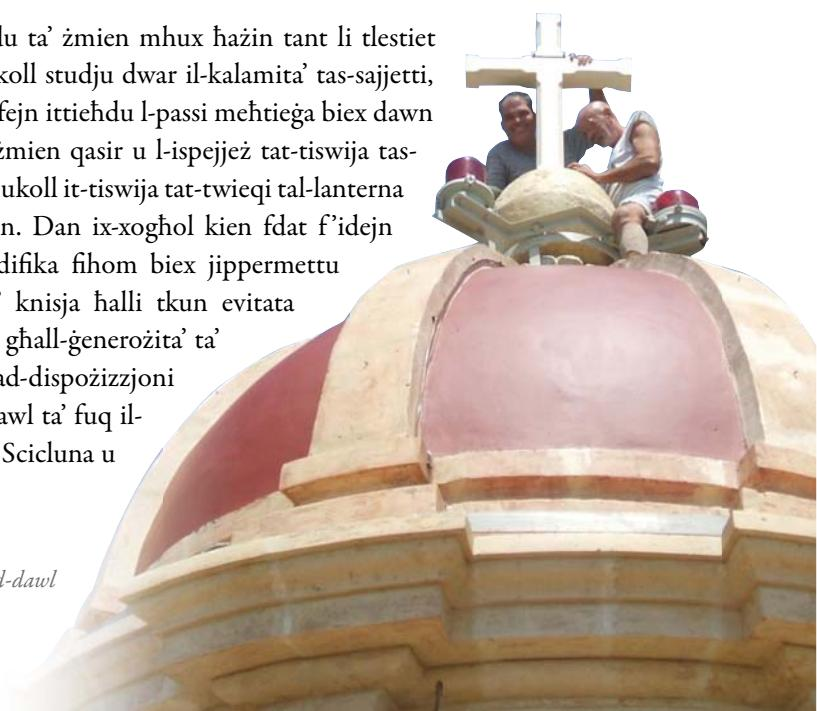 lu ta’ żmien mhux ħażin tant li tlestiet
koll studju dwar il-kalamita’ tas-sajjetti,
fejn ittieħdu l-passi meħtieġa biex dawn
żmien qasir u l-ispejjeż tat-tiswija tas-
ukoll it-tiswija tat-twieqi tal-lanterna
n. Dan ix-xogħol kien fdat f’idejn
difika fihom biex jippermettu
’ knisja ħalli tkun evitata
għall-ġenerożita’ ta’
ad-dispożizzjoni
awl ta’ fuq il-
Scicluna u
d-dawl